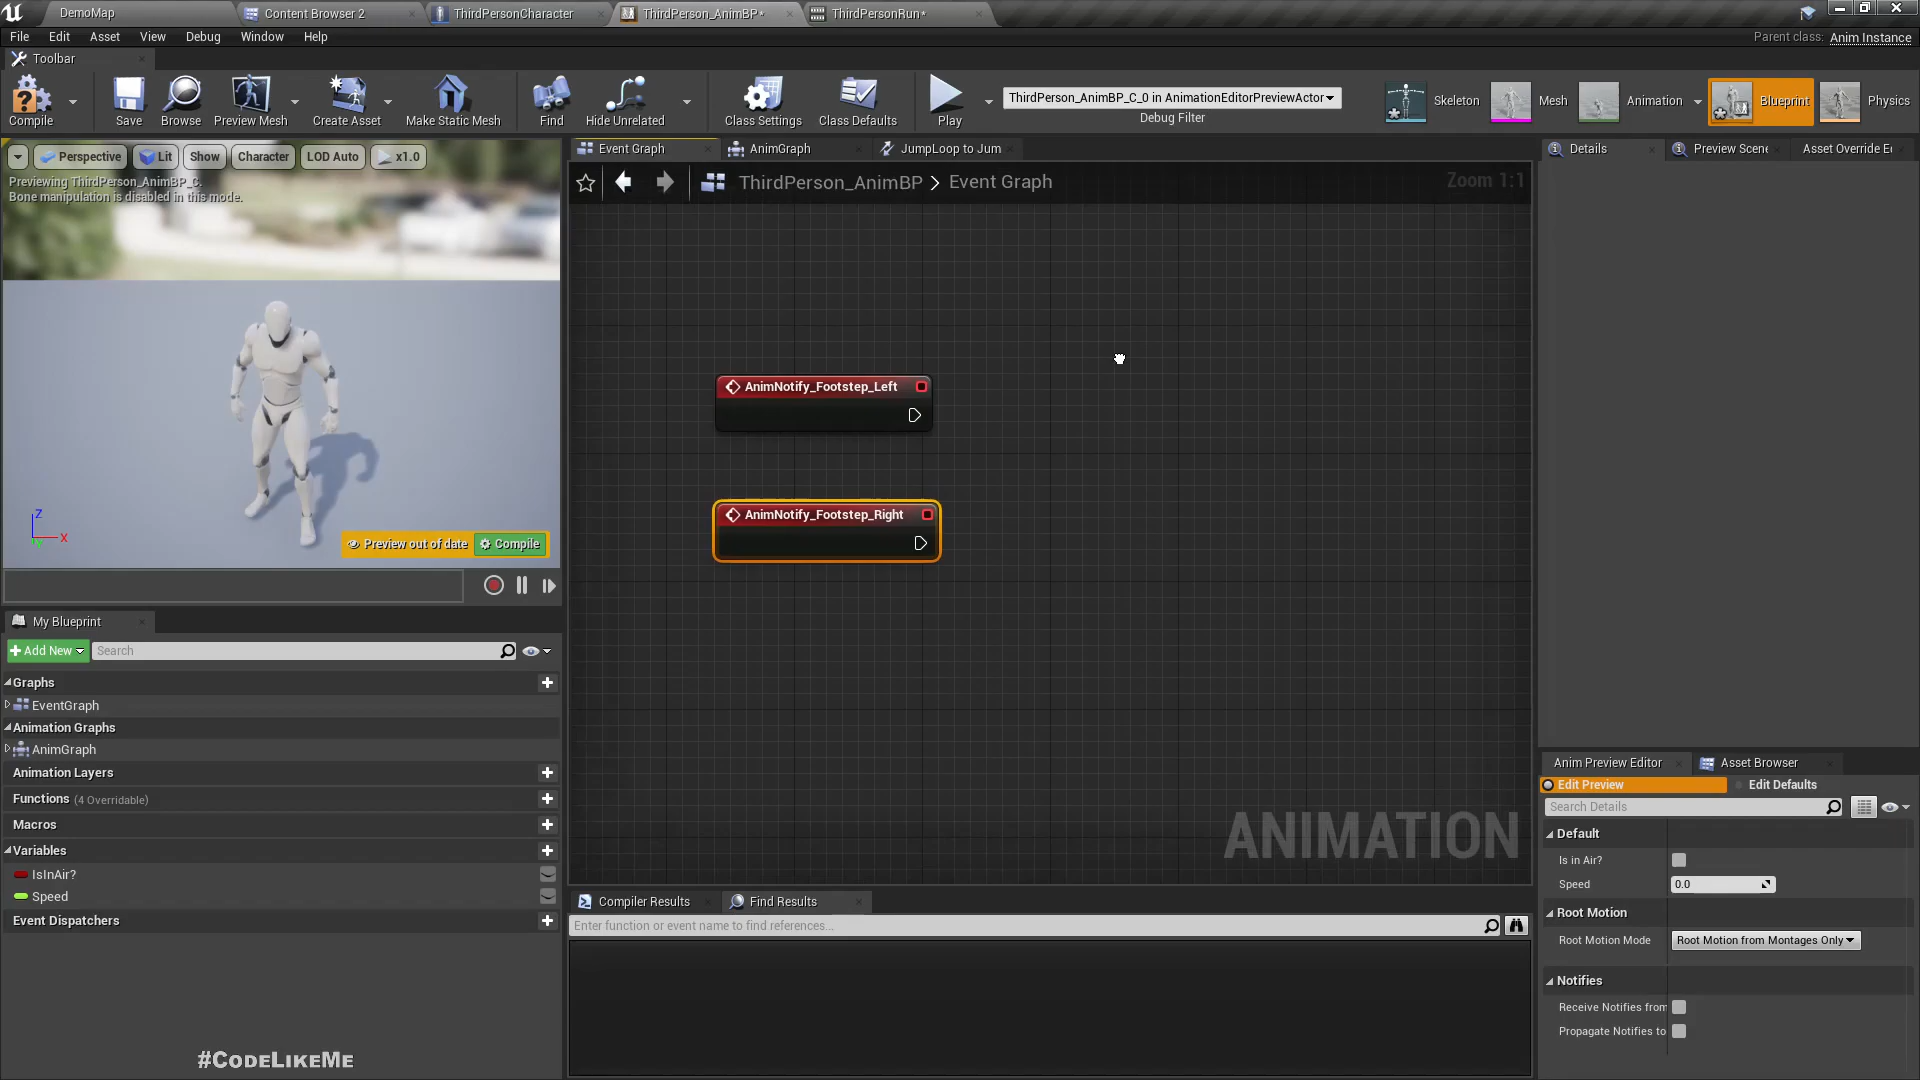 DemoMap
Content Browser 2
ThirdPersonCharacter
ThirdPerson_AnimBP*
ThirdPersonRun*
File Edit Asset View Debug Window Help
Parent class: Anim Instance
Toolbar
Compile
Save
Browse
Preview Mesh
Create Asset
Make Static Mesh
Find
Hide Unrelated
Class Settings
Class Defaults
Play
ThirdPerson_AnimBP_C_0 in AnimationEditorPreviewActor
Debug Filter
Skeleton
Mesh
Animation
Blueprint
Physics
Perspective
Lit
Show
Character
LOD Auto
x1.0
Previewing ThirdPerson_AnimBP_C.
Bone manipulation is disabled in this mode.
Z
X
Preview out of date
Compile
Event Graph
AnimGraph
JumpLoop to Jum
ThirdPerson_AnimBP > Event Graph
Zoom 1:1
AnimNotify_Footstep_Left
AnimNotify_Footstep_Right
ANIMATION
Details
Preview Scene
Asset Override E
My Blueprint
Add New
Search
Graphs
EventGraph
Animation Graphs
AnimGraph
Animation Layers
Functions (4 Overridable)
Macros
Variables
IsInAir?
Speed
Event Dispatchers
#CodeLikeMe
Compiler Results
Find Results
Enter function or event name to find references...
Anim Preview Editor
Asset Browser
Edit Preview
Edit Defaults
Search Details
Default
Is in Air?
Speed
0.0
Root Motion
Root Motion Mode
Root Motion from Montages Only
Notifies
Receive Notifies from
Propagate Notifies to